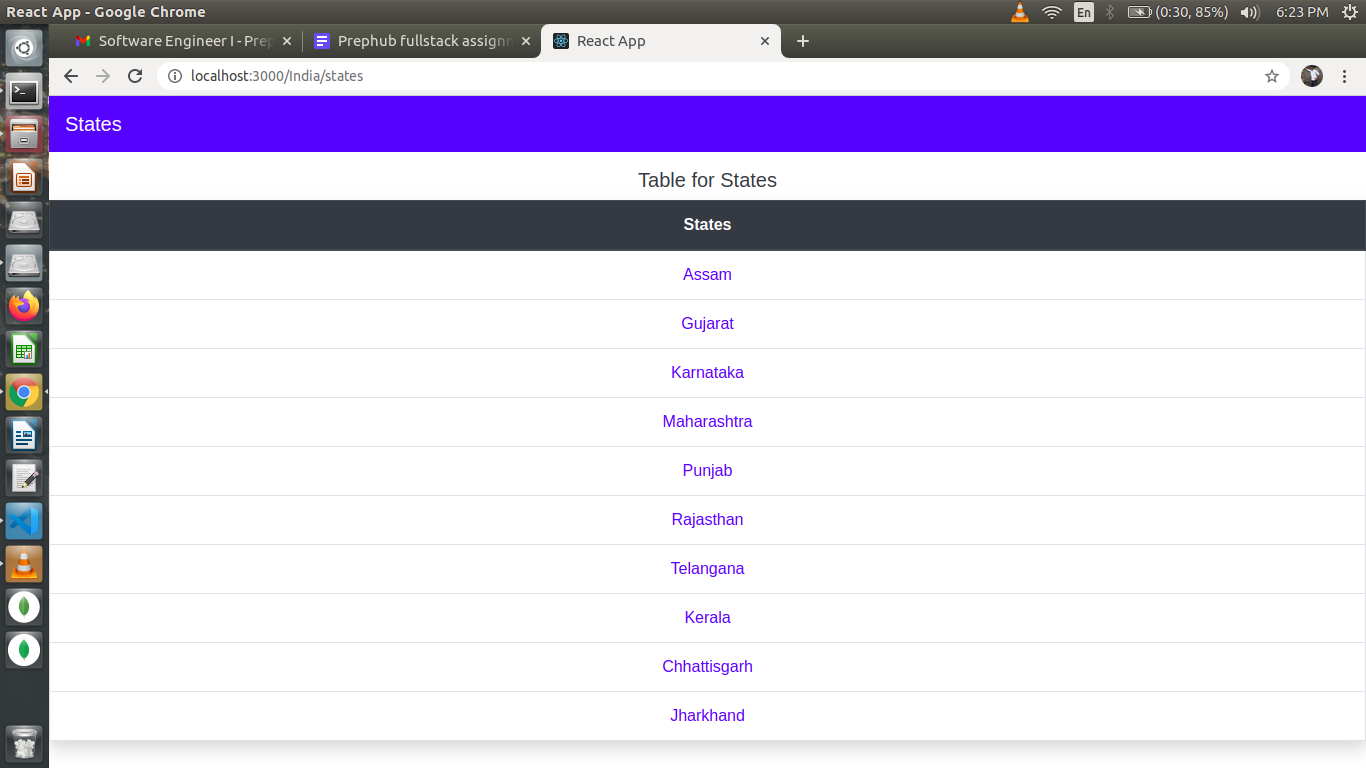 React App - Google Chrome
En (0:30, 85%) 6:23 PM
Software Engineer I - Prep Prephub fullstack assignm React App
localhost:3000/India/states
States
Table for States
States
Assam
Gujarat
Karnataka
Maharashtra
Punjab
Rajasthan
Telangana
Kerala
Chhattisgarh
Jharkhand